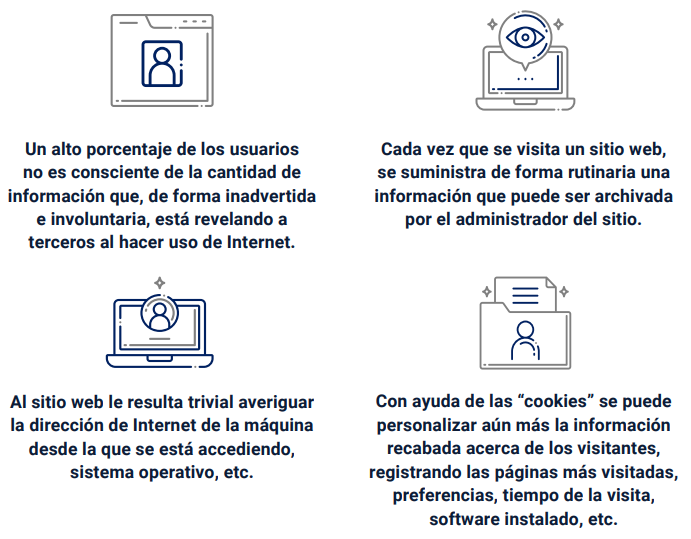 Un alto porcentaje de los usuarios
no es consciente de la cantidad de
información que, de forma inadvertida
e involuntaria, está revelando a
terceros al hacer uso de Internet.
Cada vez que se visita un sitio web,
se suministra de forma rutinaria una
información que puede ser archivada
por el administrador del sitio.
Al sitio web le resulta trivial averiguar
la dirección de Internet de la máquina
desde la que se está accediendo,
sistema operativo, etc.
Con ayuda de las “cookies” se puede
personalizar aún más la información
recabada acerca de los visitantes,
registrando las páginas más visitadas,
preferencias, tiempo de la visita,
software instalado, etc.